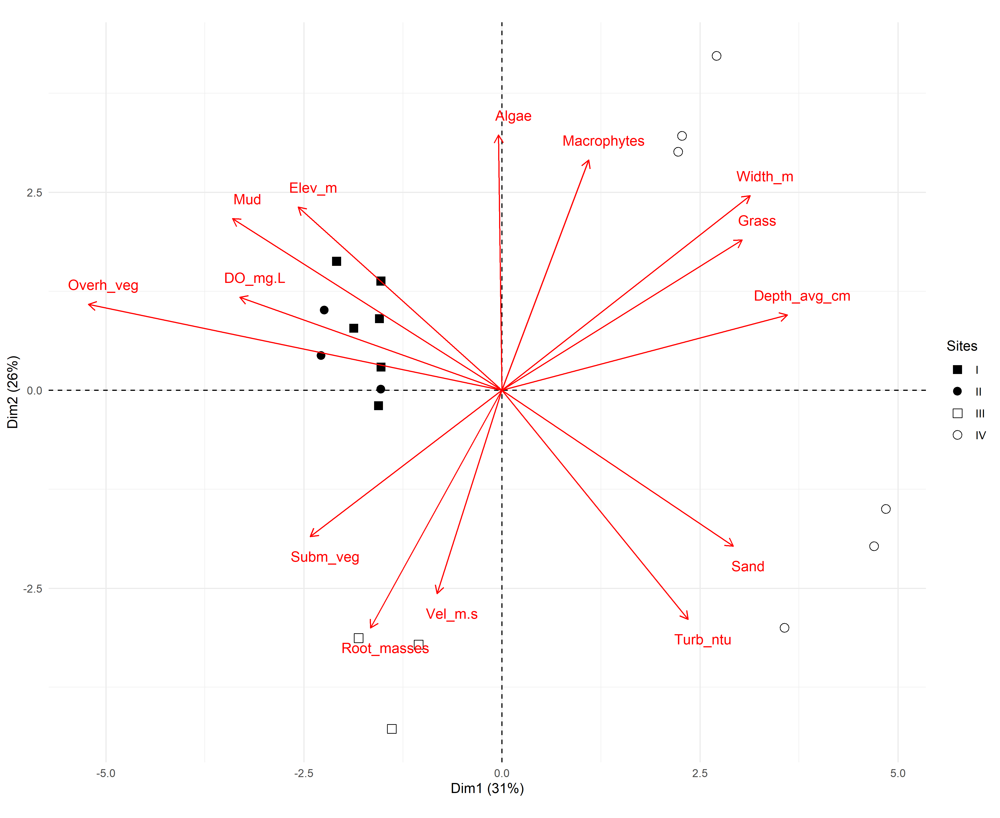 Algae
Macrophytes
Width_m
Elev_m
Mud
Grass
DO_mg.L
Overh_veg
Depth_avg_cm
Subm_veg
Sand
Vel_m.s
Turb_ntu
Root_masses
2.5
0.0
-2.5
Dim2 (26%)
-5.0
-2.5
0.0
2.5
5.0
Dim1 (31%)
Sites
I
II
III
IV